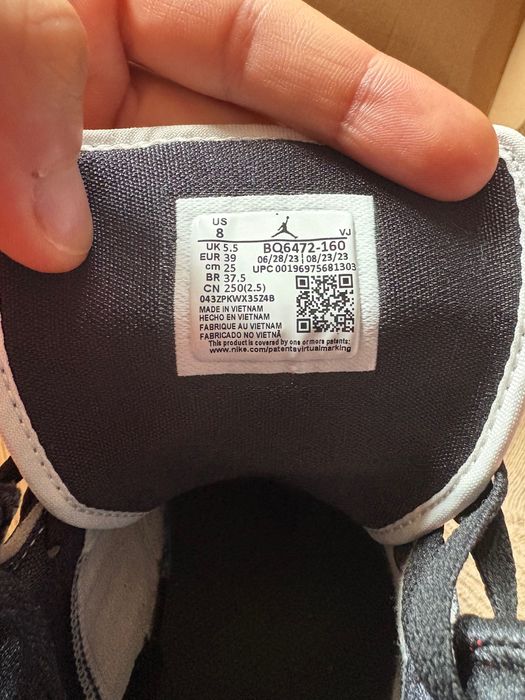 US
8
VJ
UK 5.5
BQ6472-160
EUR 39
06/28/23 | 08/23/23
cm 25
UPC 00196975681303
BR 37.5
CN 250(2.5)
043ZPKWX35Z4B
MADE IN VIETNAM
HECHO EN VIETNAM
FABRIQUE AU VIETNAM
FABRICADO NO VIETNÃ
This product is covered by one or more patents:
www.nike.com/patentsvirtualmarking